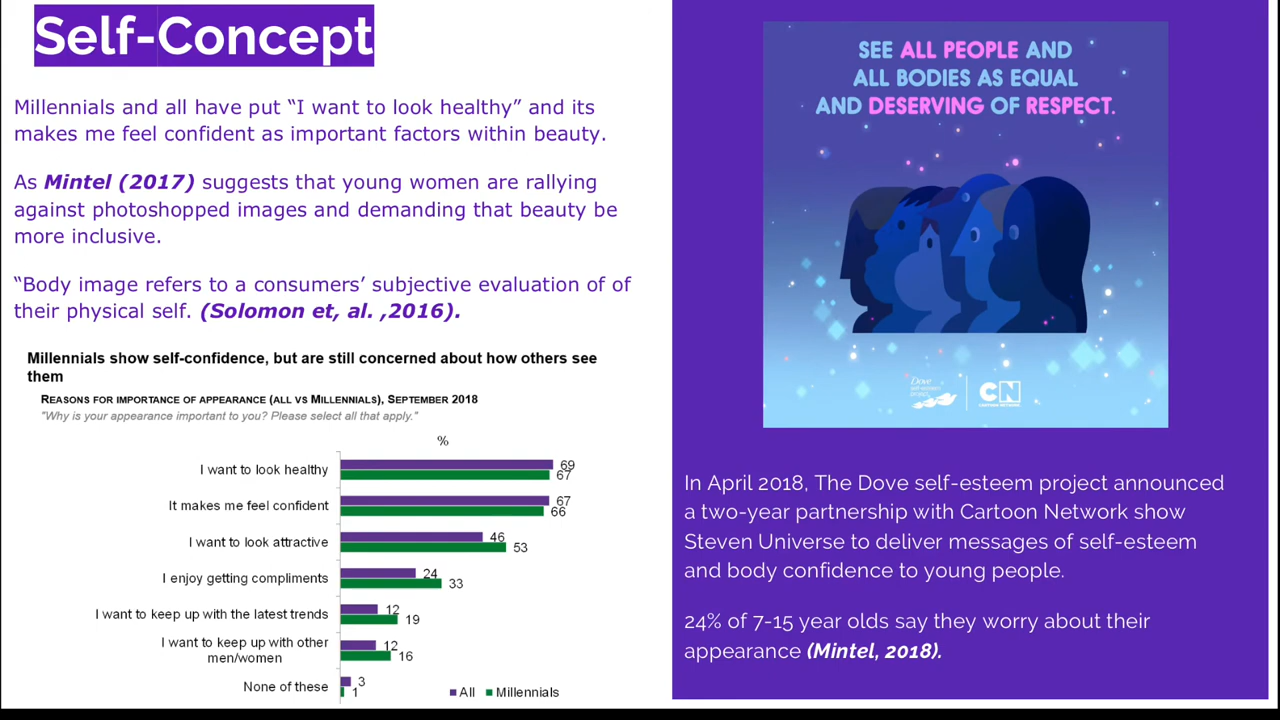 Self-Concept
Millennials and all have put “I want to look healthy” and its
makes me feel confident as important factors within beauty.
As Mintel (2017) suggests that young women are rallying
against photoshopped images and demanding that beauty be
more inclusive.
“Body image refers to a consumers’ subjective evaluation of of
their physical self. (Solomon et, al. ,2016).
Millennials show self-confidence, but are still concerned about how others see
them
REASONS FOR IMPORTANCE OF APPEARANCE (ALL VS MILLENNIALS), SEPTEMBER 2018
"Why is your appearance important to you? Please select all that apply."
%
I want to look healthy 69
67
It makes me feel confident 67
66
I want to look attractive 46
53
I enjoy getting compliments 24
33
I want to keep up with the latest trends 12
19
I want to keep up with other
men/women 12
16
None of these 3
1
All Millennials
SEE ALL PEOPLE AND
ALL BODIES AS EQUAL
AND DESERVING OF RESPECT.
Dove
self-esteem
project
CN
CARTOON NETWORK
In April 2018, The Dove self-esteem project announced
a two-year partnership with Cartoon Network show
Steven Universe to deliver messages of self-esteem
and body confidence to young people.
24% of 7-15 year olds say they worry about their
appearance (Mintel, 2018).